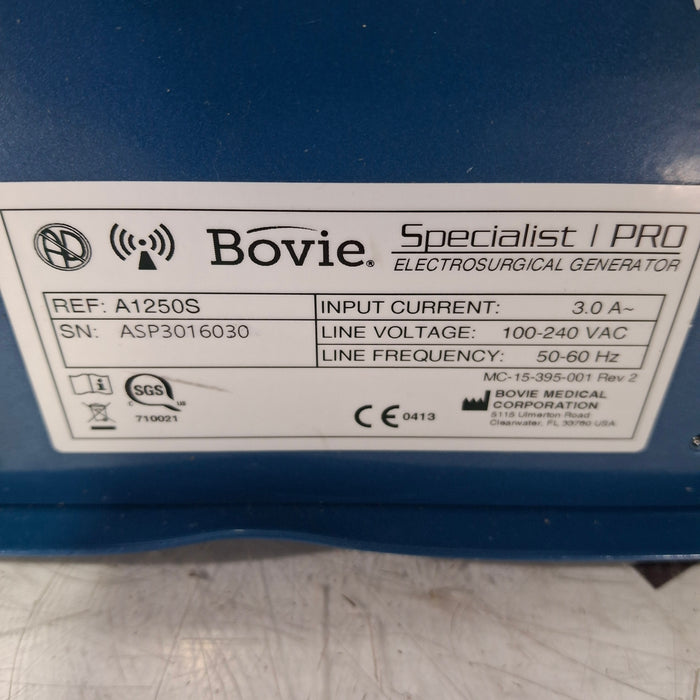 Bovie®
Specialist | PRO
ELECTROSURGICAL GENERATOR
REF: A1250S
SN: ASP3016030
INPUT CURRENT: 3.0 A~
LINE VOLTAGE: 100-240 VAC
LINE FREQUENCY: 50-60 Hz
MC-15-395-001 Rev 2
SGS
C US
710021
CE 0413
BOVIE MEDICAL
CORPORATION
5115 Ulmerton Road
Clearwater, FL 33760 USA